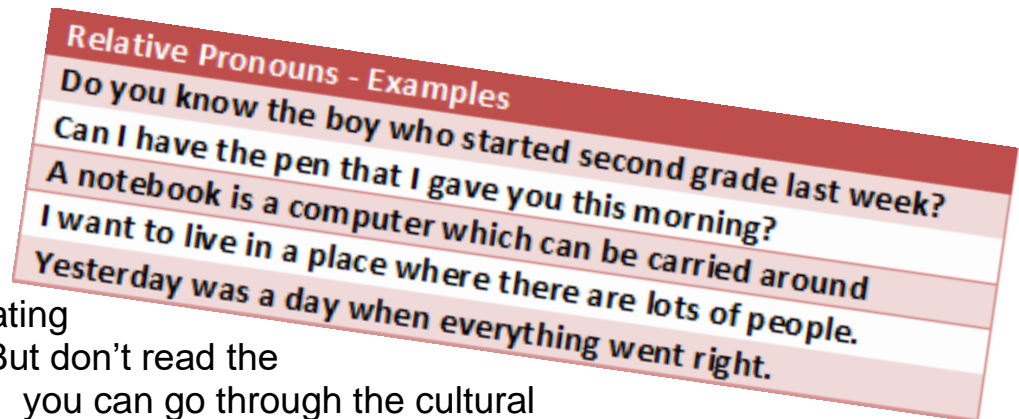 Relative Pronouns - Examples
Do you know the boy who started second grade last week?
Can I have the pen that I gave you this morning?
A notebook is a computer which can be carried around
I want to live in a place where there are lots of people.
Yesterday was a day when everything went right.
ating
But don't read the
you can go through the cultural